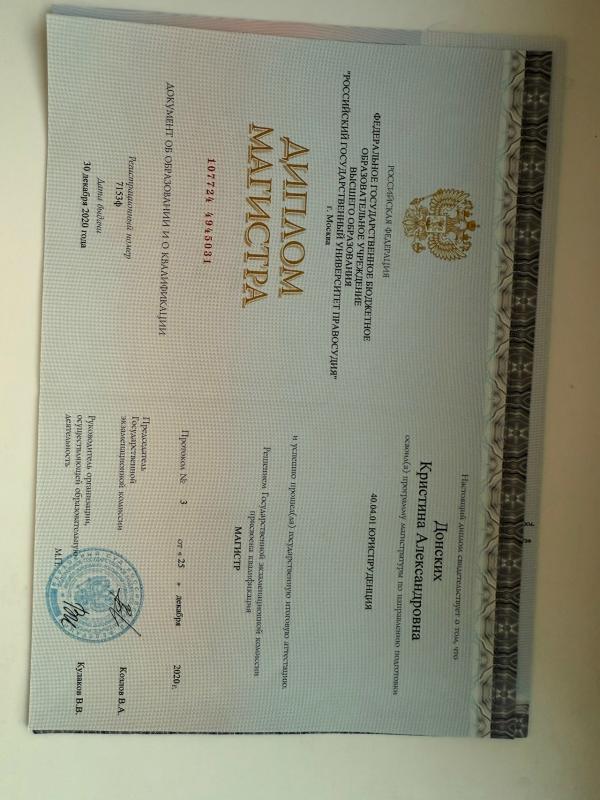 РОССИЙСКАЯ ФЕДЕРАЦИЯ
ФЕДЕРАЛЬНОЕ ГОСУДАРСТВЕННОЕ БЮДЖЕТНОЕ
ОБРАЗОВАТЕЛЬНОЕ УЧРЕЖДЕНИЕ
ВЫСШЕГО ОБРАЗОВАНИЯ
"РОССИЙСКИЙ ГОСУДАРСТВЕННЫЙ УНИВЕРСИТЕТ ПРАВОСУДИЯ"
г. Москва
ДИПЛОМ
МАГИСТРА
107724 4945031
ДОКУМЕНТ ОБ ОБРАЗОВАНИИ И О КВАЛИФИКАЦИИ
Регистрационный номер
7153ф
Дата выдачи
30 декабря 2020 года
Настоящий диплом свидетельствует о том, что
Донских
Кристина Александровна
освоил(а) программу магистратуры по направлению подготовки
40.04.01 ЮРИСПРУДЕНЦИЯ
и успешно прошел(ла) государственную итоговую аттестацию.
Решением Государственной экзаменационной комиссии
присвоена квалификация
МАГИСТР
Протокол № 3 от « 25 » декабря 2020 г.
Председатель
Государственной
экзаменационной комиссии
Козлов В.А.
Руководитель организации,
осуществляющей образовательную
деятельность
Кулаков В.В.
М.П.